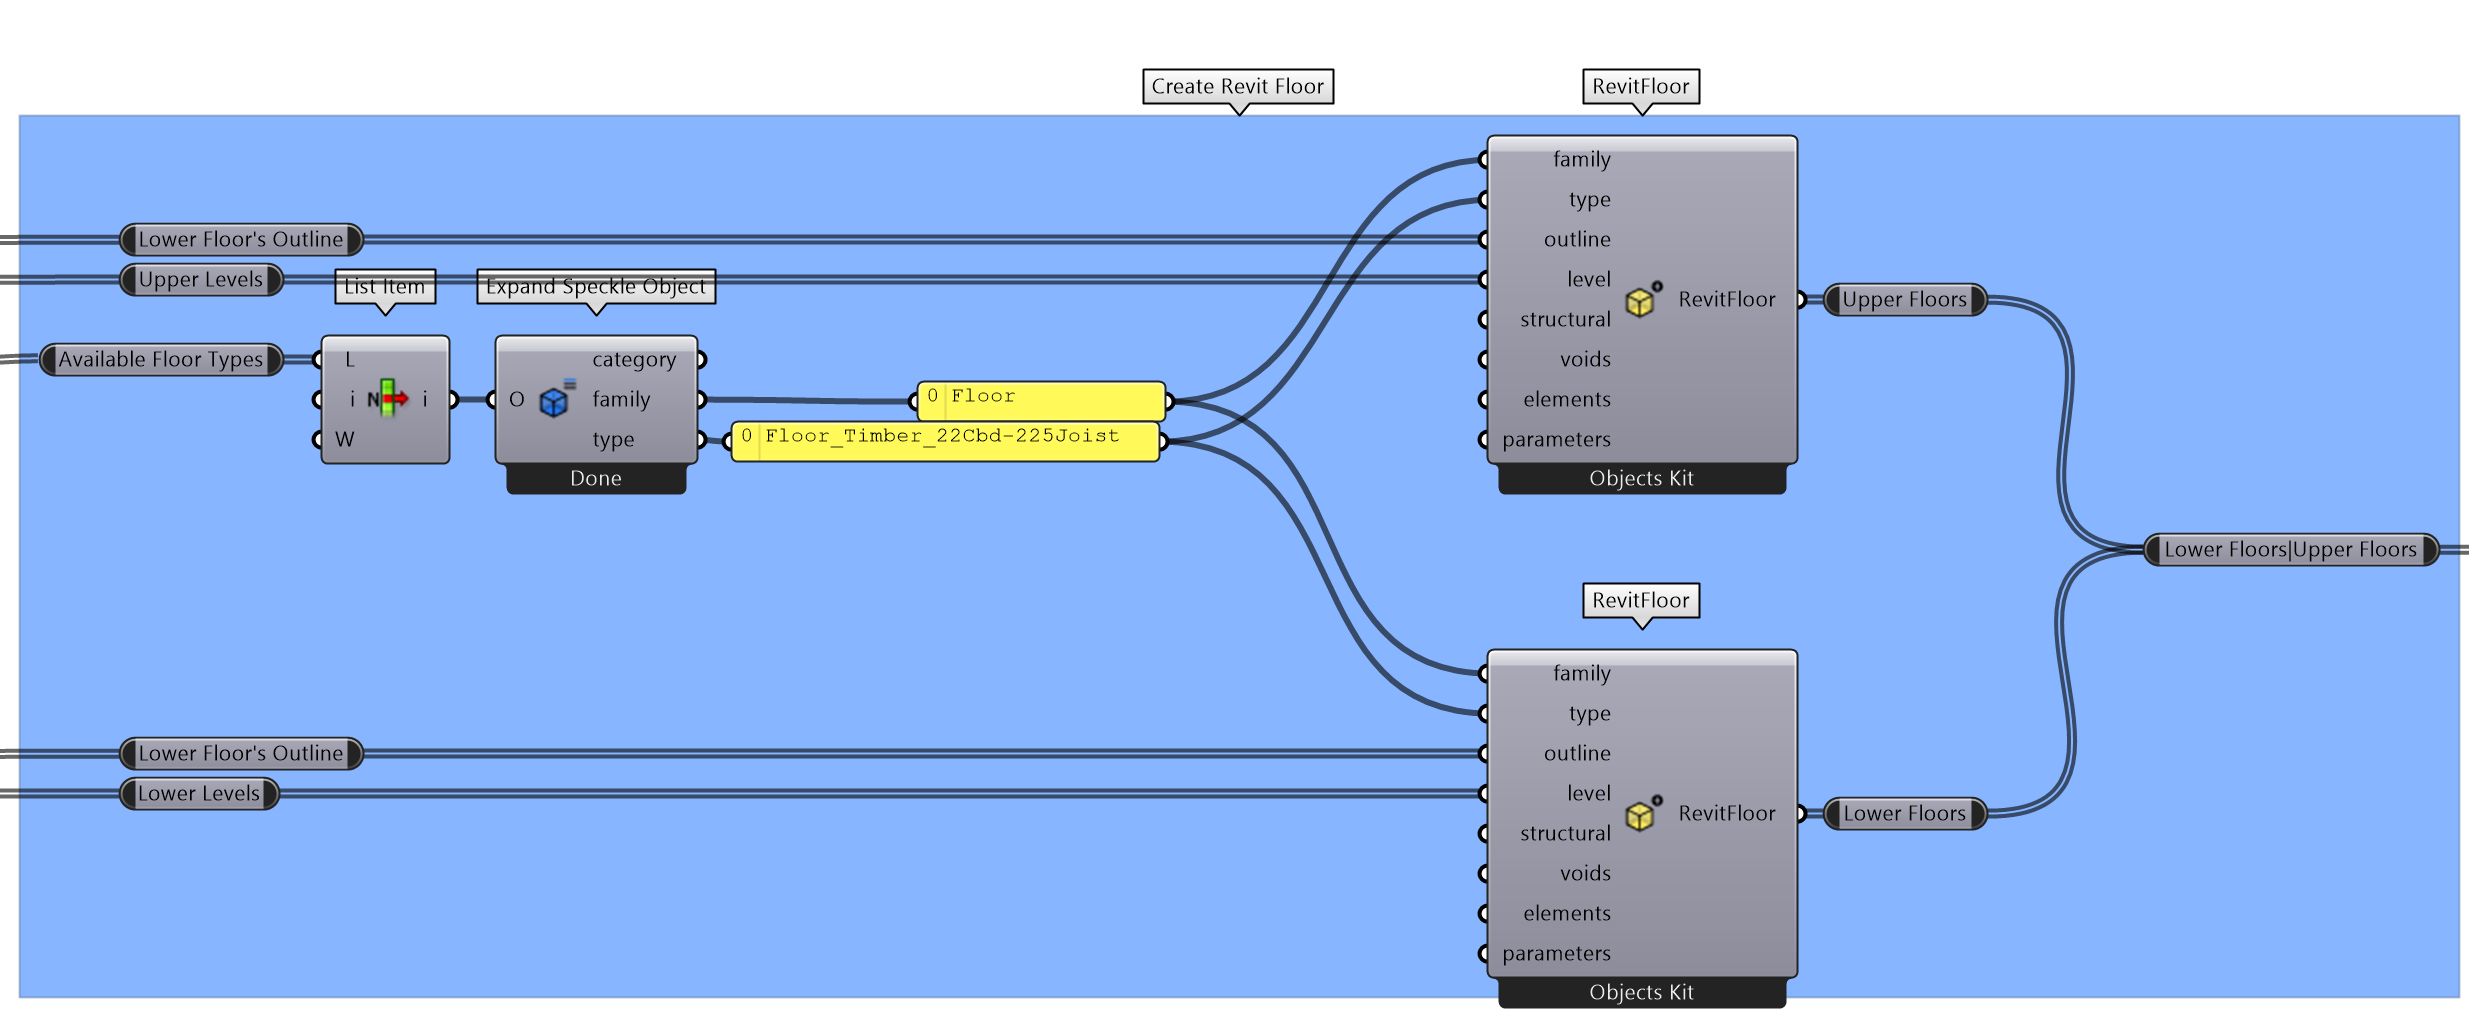 Create Revit Floor
RevitFloor
family
type
Lower Floor's Outline
outline
Upper Levels
level
List Item
Expand Speckle Object
RevitFloor
Upper Floors
structural
Available Floor Types
L
category
voids
i N i
O
family
0 Floor
elements
W
type
0 Floor_Timber_22Cbd-225Joist
parameters
Done
Objects Kit
Lower Floors|Upper Floors
RevitFloor
family
type
Lower Floor's Outline
outline
Lower Levels
level
RevitFloor
Lower Floors
structural
voids
elements
parameters
Objects Kit